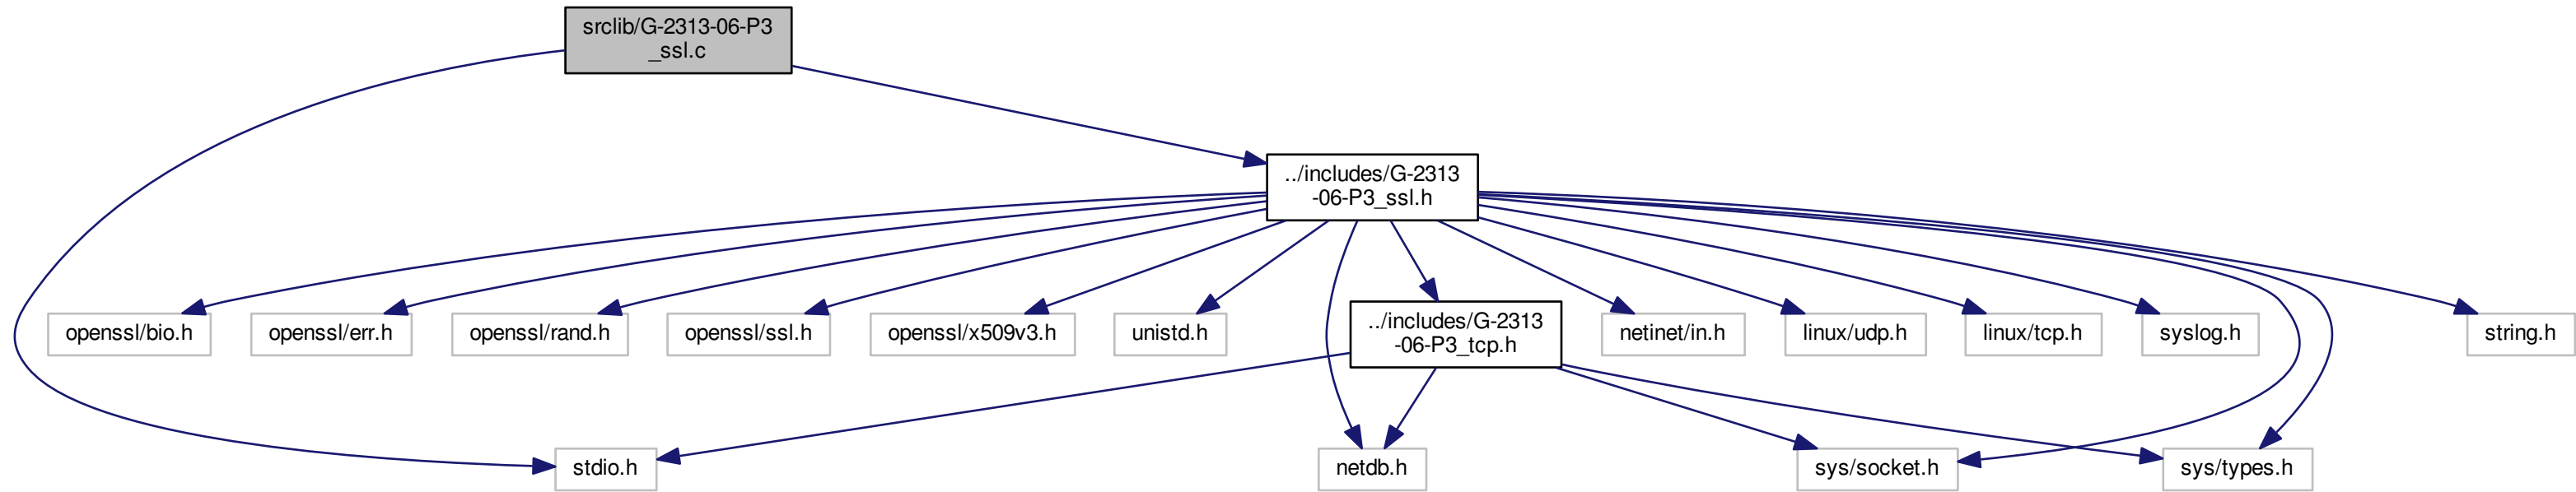 srclib/G-2313-06-P3
_ssl.c
../includes/G-2313
-06-P3_ssl.h
openssl/bio.h
openssl/err.h
openssl/rand.h
openssl/ssl.h
openssl/x509v3.h
unistd.h
../includes/G-2313
-06-P3_tcp.h
netinet/in.h
linux/udp.h
linux/tcp.h
syslog.h
string.h
stdio.h
netdb.h
sys/socket.h
sys/types.h